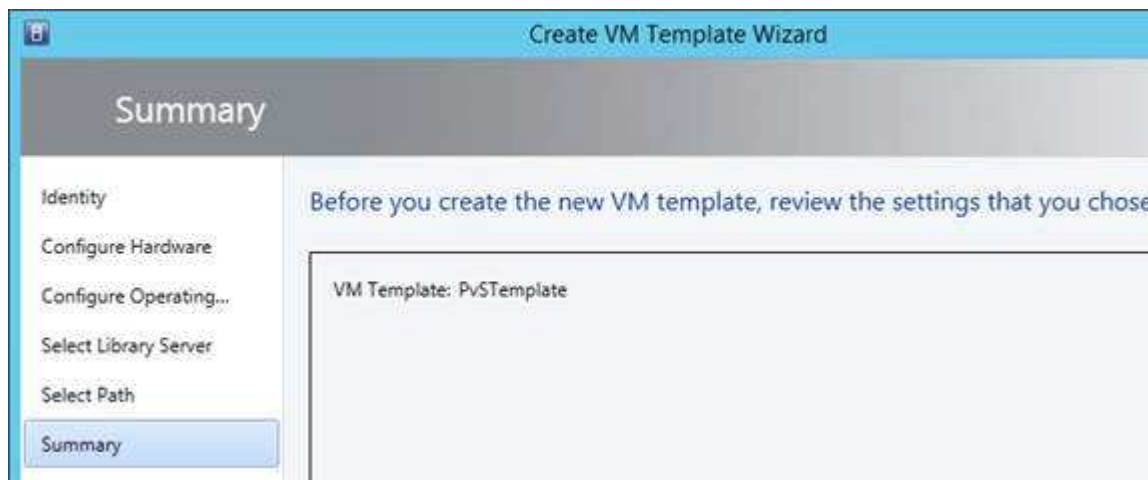 Create VM Template Wizard
Summary
Identity
Configure Hardware
Configure Operating...
Select Library Server
Select Path
Summary
Before you create the new VM template, review the settings that you chose
VM Template: PvSTemplate